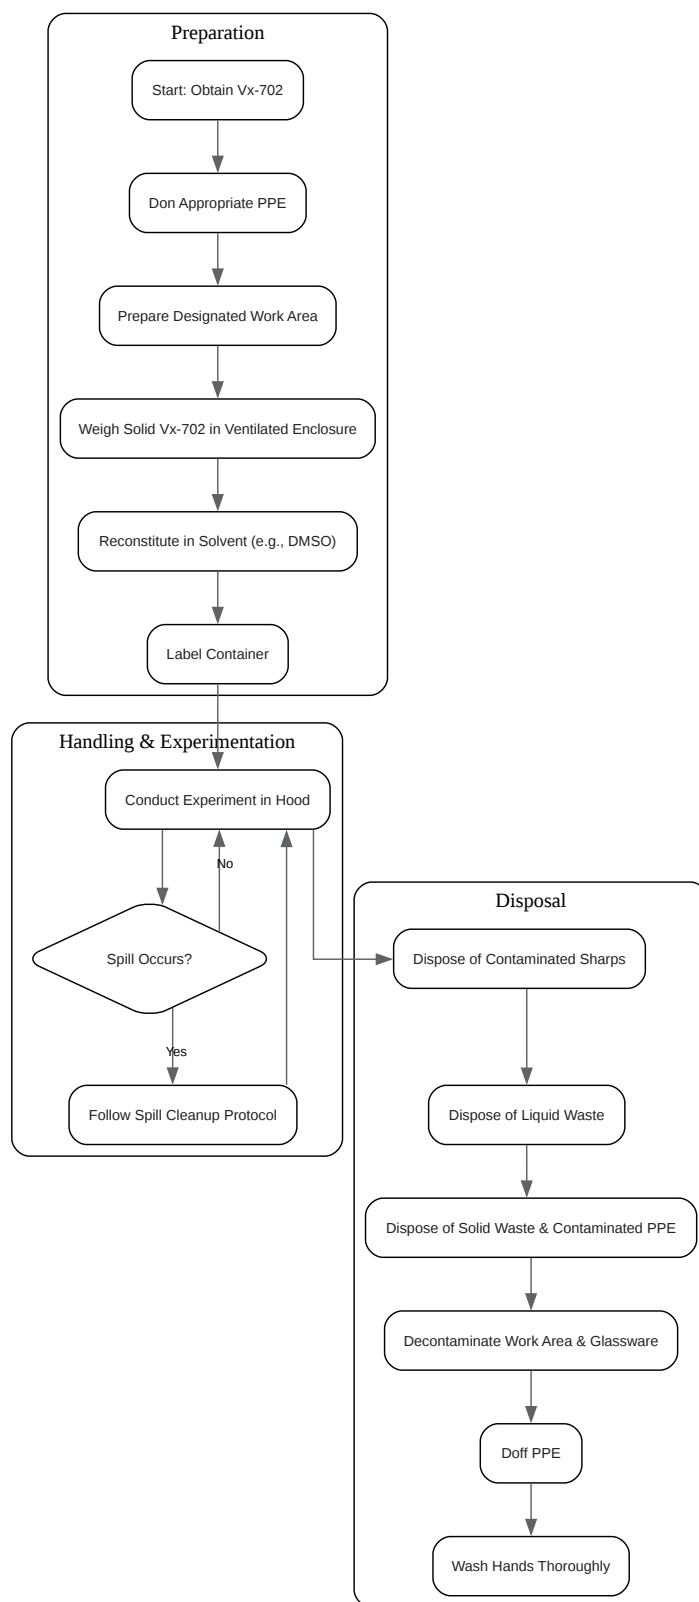 Preparation
Start: Obtain Vx-702
Don Appropriate PPE
Prepare Designated Work Area
Weigh Solid Vx-702 in Ventilated Enclosure
Reconstitute in Solvent (e.g., DMSO)
Label Container
Handling & Experimentation
Conduct Experiment in Hood
No
Spill Occurs?
Yes
Follow Spill Cleanup Protocol
Disposal
Dispose of Contaminated Sharps
Dispose of Liquid Waste
Dispose of Solid Waste & Contaminated PPE
Decontaminate Work Area & Glassware
Doff PPE
Wash Hands Thoroughly